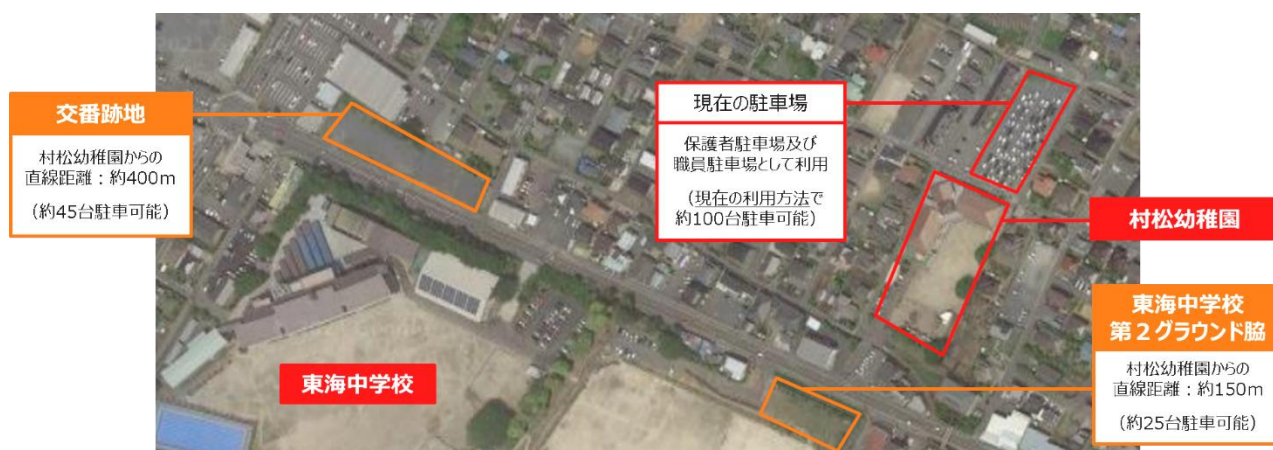 交番跡地
村松幼稚園からの
直線距離：約400m
（約45台駐車可能）
現在の駐車場
保護者駐車場及び
職員駐車場として利用
（現在の利用方法で
約100台駐車可能）
村松幼稚園
東海中学校
第２グラウンド脇
村松幼稚園からの
直線距離：約150m
（約25台駐車可能）
東海中学校